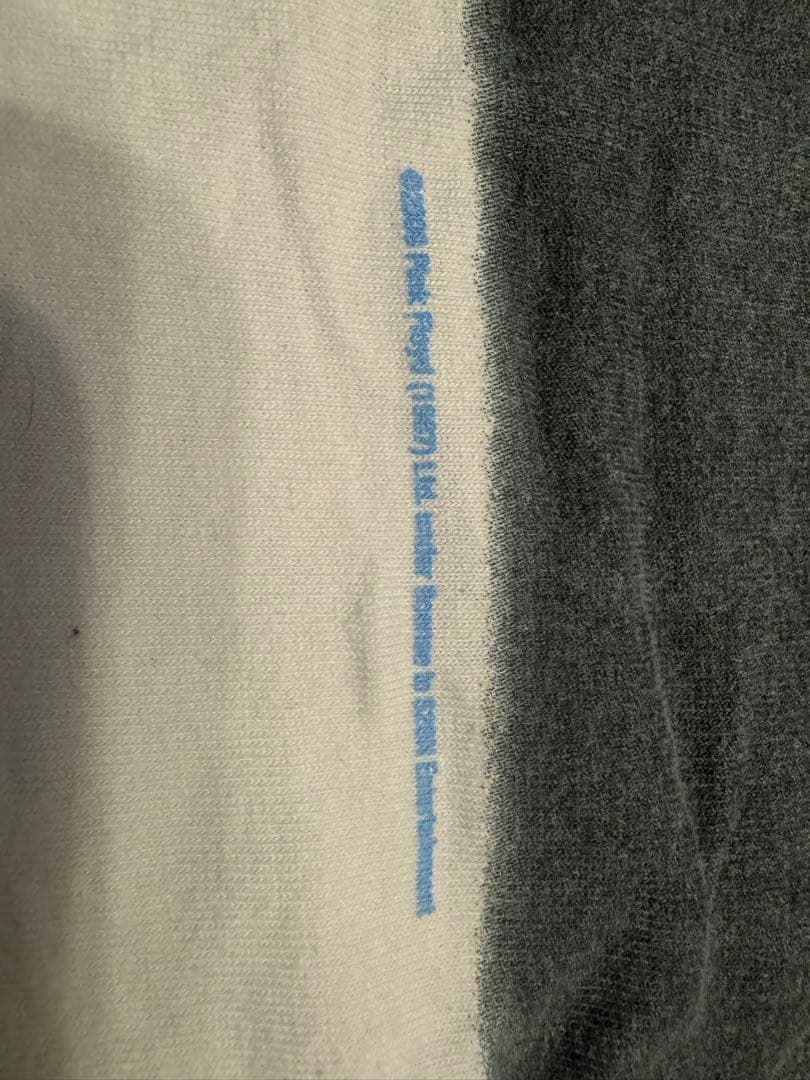 Pink Floyd (1987) Ltd. under license to Entertainment